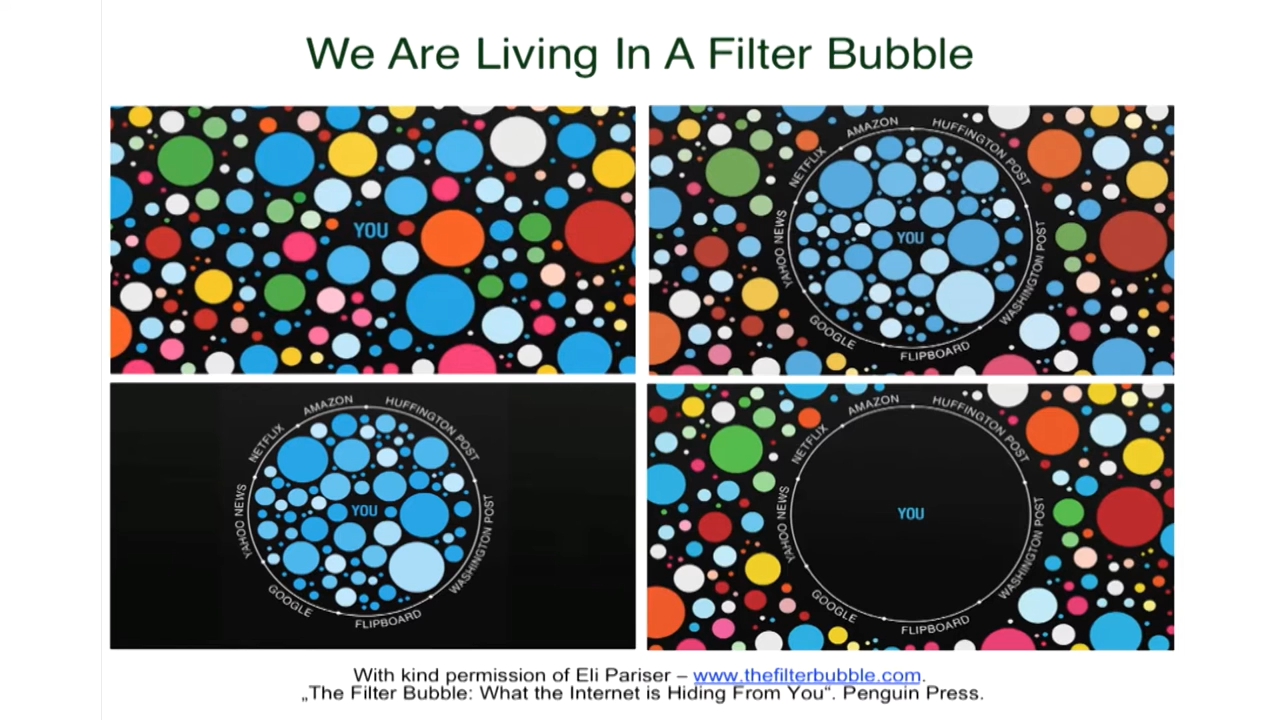 We Are Living In A Filter Bubble
YOU
AMAZON
HUFFINGTON POST
NETFLIX
YAHOO NEWS
YOU
WASHINGTON POST
GOOGLE
FLIPBOARD
AMAZON
HUFFINGTON POST
NETFLIX
YAHOO NEWS
YOU
WASHINGTON POST
GOOGLE
FLIPBOARD
AMAZON
HUFFINGTON POST
NETFLIX
YAHOO NEWS
YOU
WASHINGTON POST
GOOGLE
FLIPBOARD
With kind permission of Eli Pariser – www.thefilterbubble.com.
„The Filter Bubble: What the Internet is Hiding From You“. Penguin Press.